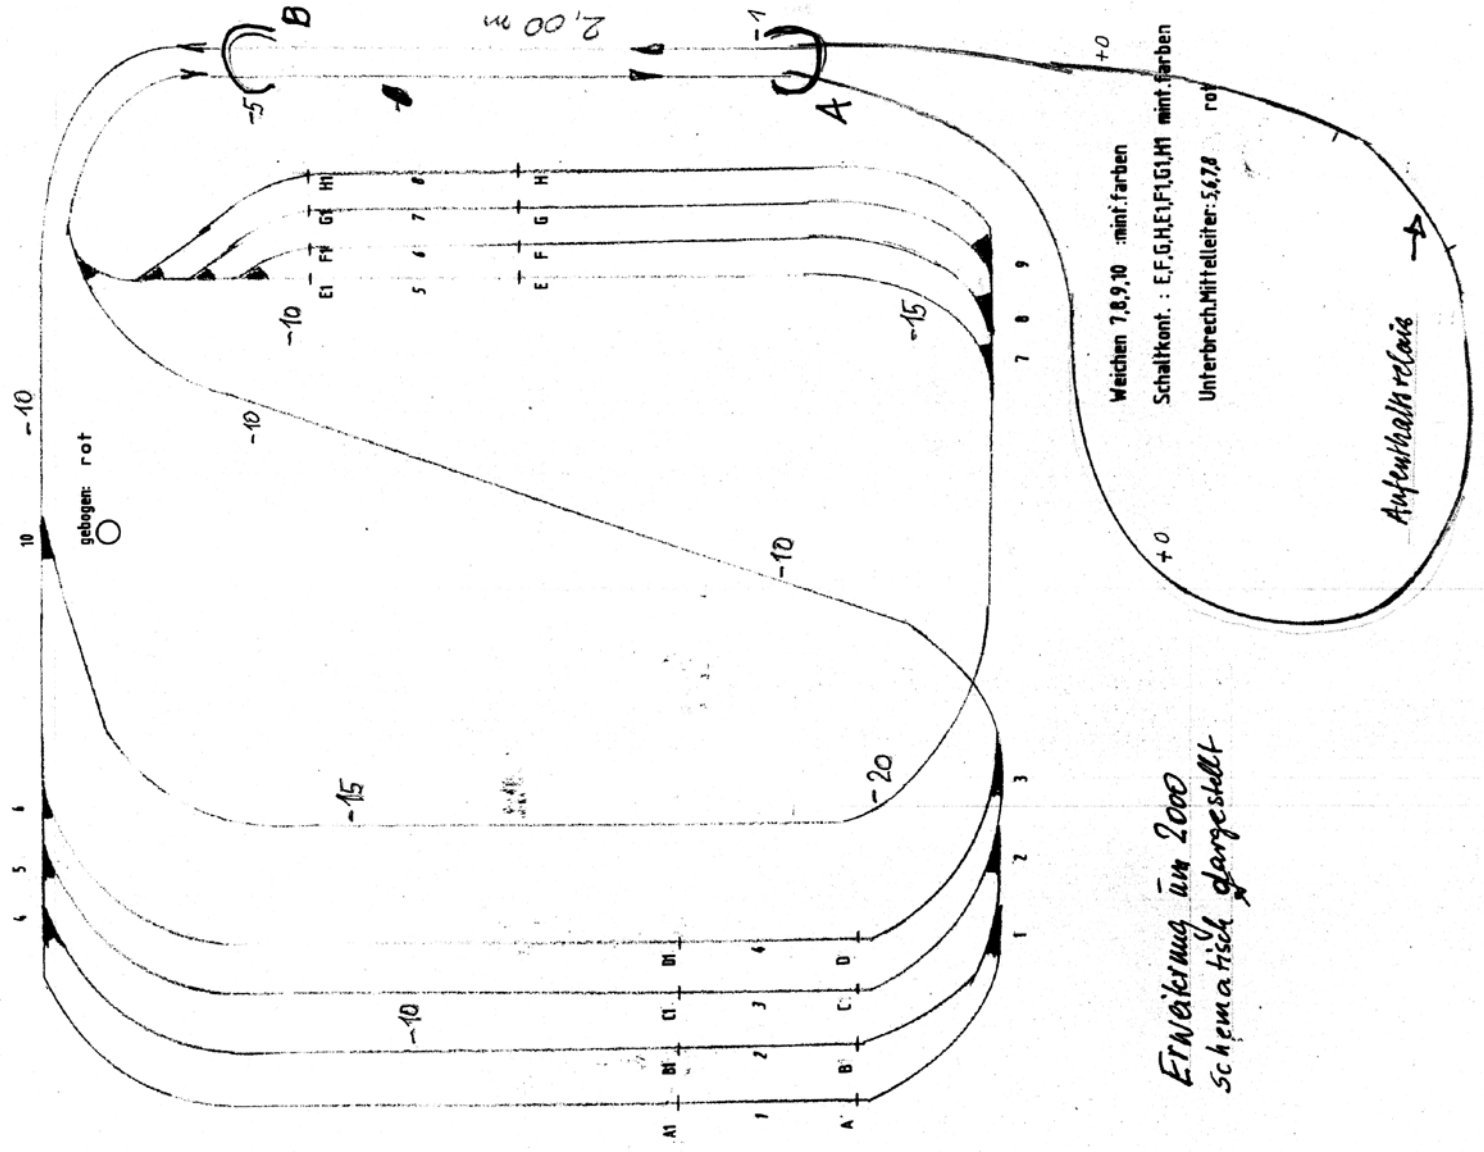 B
2,00 m
-1
A
-5
+0
-10
10
gebogen: rot
H1
8
H
G1
7
G
F1
6
F
E1
5
E
-10
-15
9
8
7
-10
-10
Weichen 7,8,9,10 :mint.farben
Schaltkont. : E,F,G,H,E1,F1,G1,H1 mint.farben
Unterbrech.Mittelleiter: 5,6,7,8 rot
+0
Aufenthaltsrelais
-15
-20
6
5
4
3
2
1
D1
4
D
C1
3
C
B1
2
B
A1
1
A
-10
Erweiterung um 2000
schematisch dargestellt